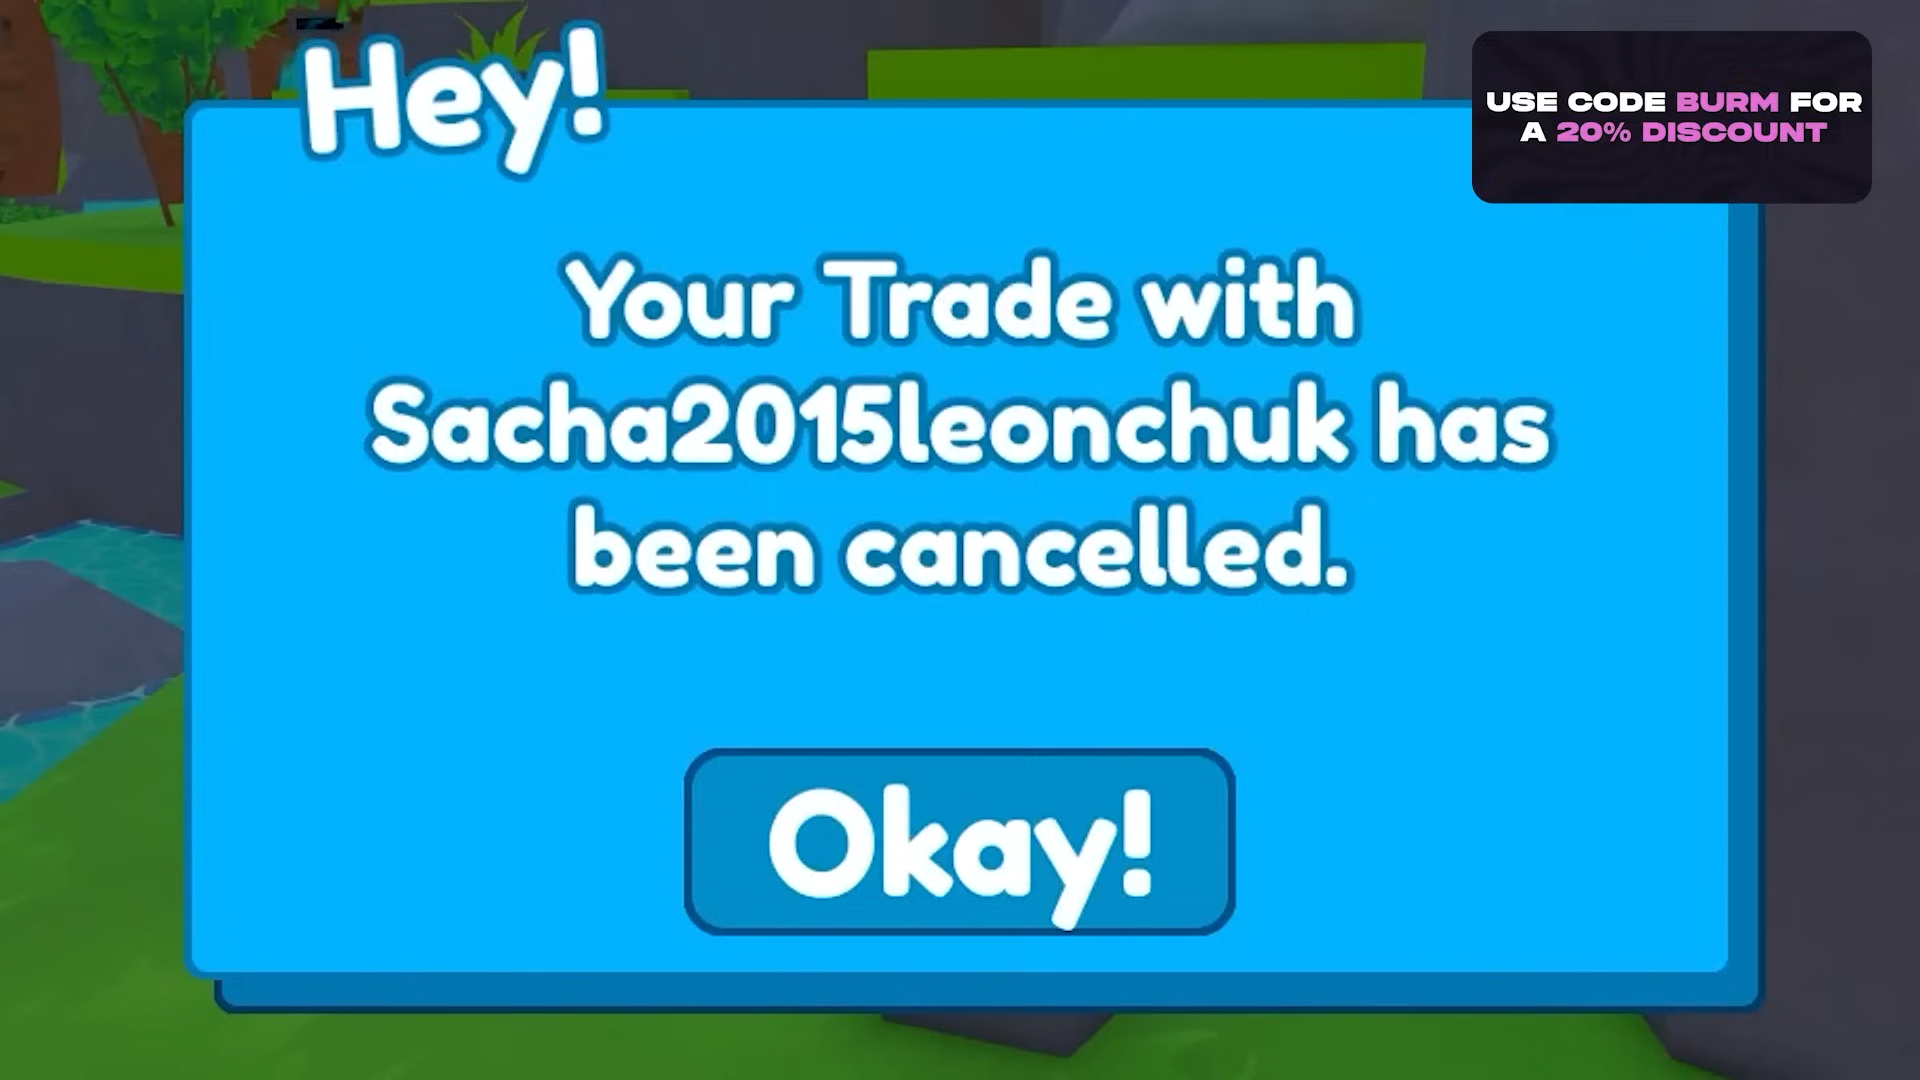 Hey!
USE CODE BURM FOR
A 20% DISCOUNT
Your Trade with
Sacha2015leonchuk has
been cancelled.
Okay!